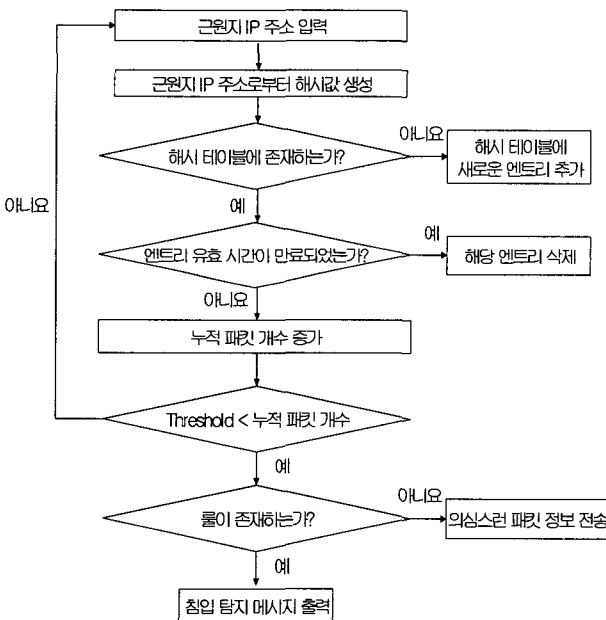 근원지 IP 주소 입력
근원지 IP 주소로부터 해시값 생성
해시 테이블에 존재하는가?
아니요
해시 테이블에
새로운 엔트리 추가
아니요
예
엔트리 유효 시간이 만료되었는가?
예
해당 엔트리 삭제
아니요
누적 패킷 개수 증가
Threshold < 누적 패킷 개수
예
룰이 존재하는가?
아니요
의심스런 패킷 정보 전송
예
침입 탐지 메시지 출력